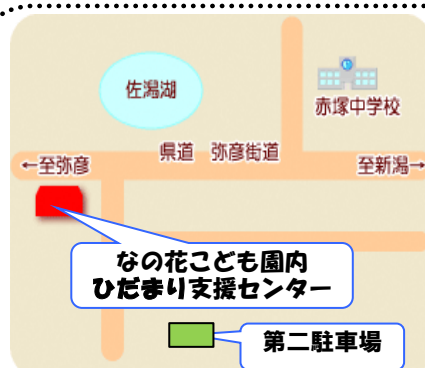 佐潟湖
赤塚中学校
県道　弥彦街道
←至弥彦
至新潟→
なの花こども園内
ひだまり支援センター
第二駐車場